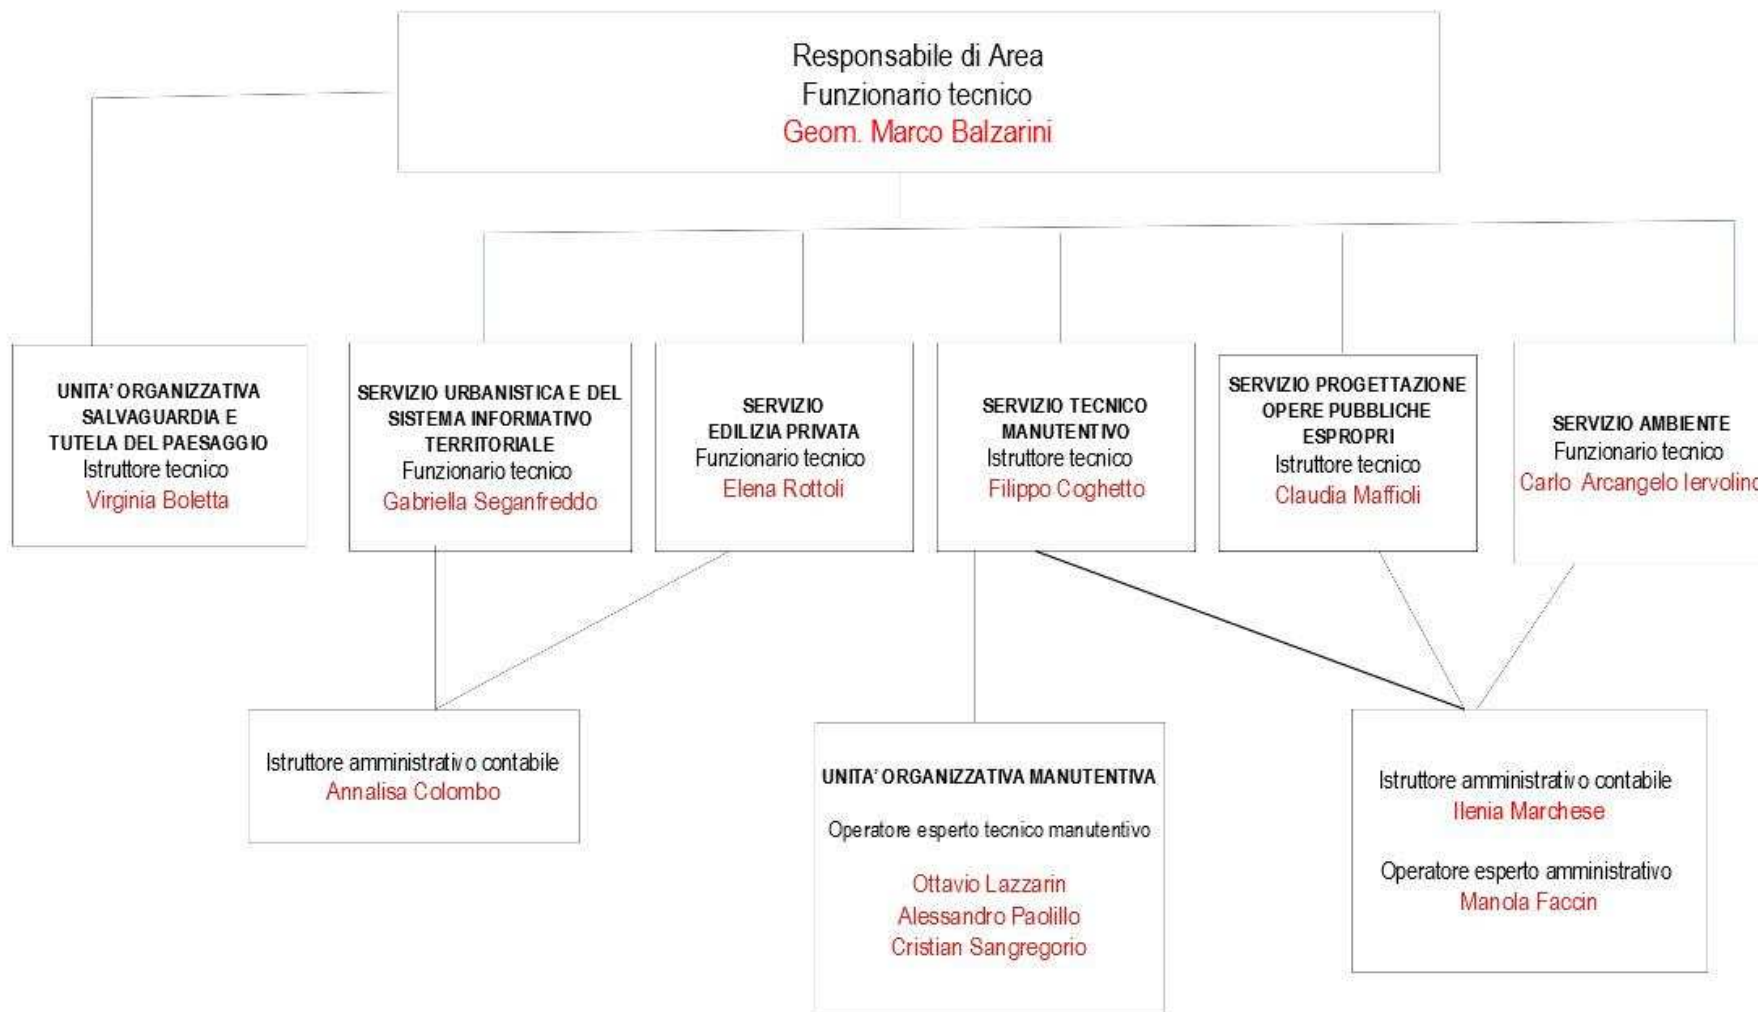 Responsabile di Area
Funzionario tecnico
Geom. Marco Balzarini
UNITA' ORGANIZZATIVA
SALVAGUARDIA E
TUTELA DEL PAESAGGIO
Istruttore tecnico
Virginia Boletta
SERVIZIO URBANISTICA E DEL
SISTEMA INFORMATIVO
TERRITORIALE
Funzionario tecnico
Gabriella Seganfreddo
SERVIZIO
EDILIZIA PRIVATA
Funzionario tecnico
Elena Rottoli
SERVIZIO TECNICO
MANUTENTIVO
Istruttore tecnico
Filippo Coghetto
SERVIZIO PROGETTAZIONE
OPERE PUBBLICHE
ESPROPRI
Istruttore tecnico
Claudia Maffioli
SERVIZIO AMBIENTE
Funzionario tecnico
Carlo Arcangelo Iervolino
Istruttore amministrativo contabile
Annalisa Colombo
UNITA' ORGANIZZATIVA MANUTENTIVA
Operatore esperto tecnico manutentivo
Ottavio Lazzarin
Alessandro Paolillo
Cristian Sangregorio
Istruttore amministrativo contabile
Ilenia Marchese
Operatore esperto amministrativo
Manola Faccin